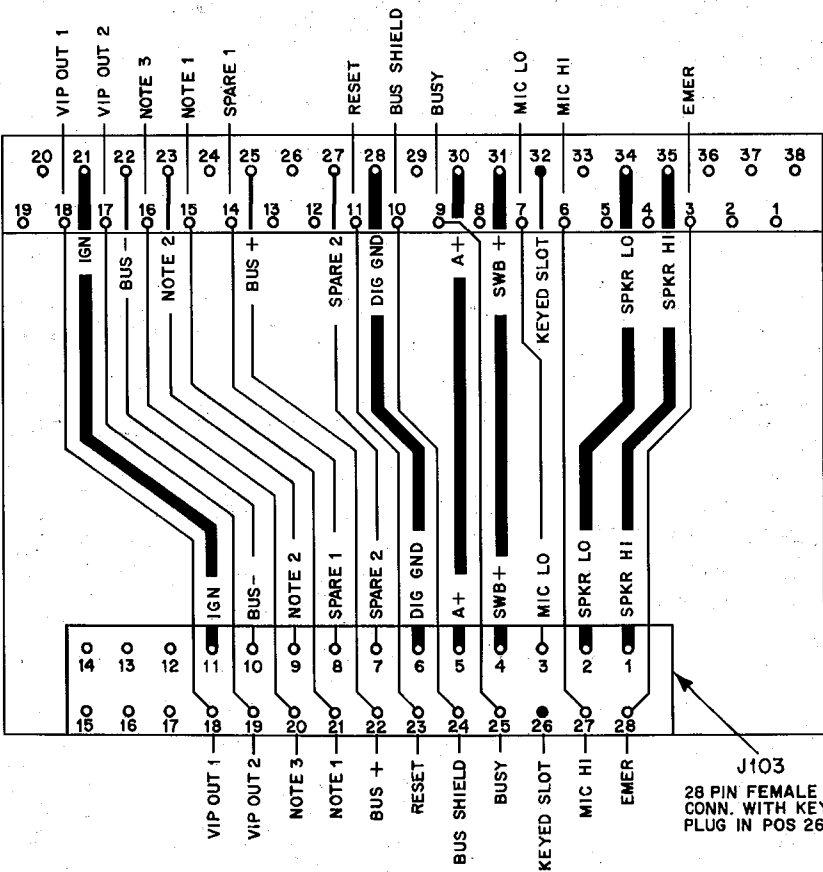 VIP OUT 1
VIP OUT 2
NOTE 3
NOTE 1
SPARE 1
RESET
BUS SHIELD
BUSY
MIC LO
MIC HI
EMER
20 21 22 23 24 25 26 27 28 29 30 31 32 33 34 35 36 37 38
19 18 17 16 15 14 13 12 11 10 9 8 7 6 5 4 3 2 1
IGN
BUS -
NOTE 2
BUS +
SPARE 2
DIG GND
A+
SWB +
KEYED SLOT
SPKR LO
SPKR HI
IGN
BUS-
NOTE 2
SPARE 1
SPARE 2
DIG GND
A+
SWB+
MIC LO
SPKR LO
SPKR HI
14 13 12 11 10 9 8 7 6 5 4 3 2 1
15 16 17 18 19 20 21 22 23 24 25 26 27 28
VIP OUT 1
VIP OUT 2
NOTE 3
NOTE 1
BUS +
RESET
BUS SHIELD
BUSY
KEYED SLOT
MIC HI
EMER
J103
28 PIN FEMALE
CONN. WITH KEY
PLUG IN POS 26